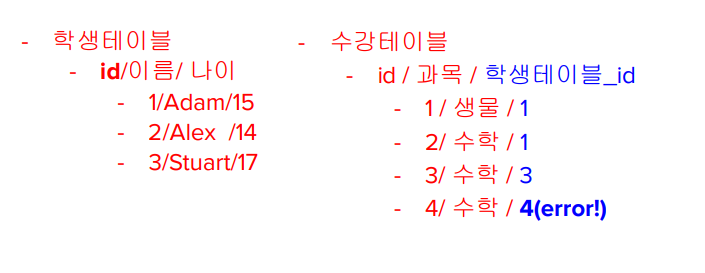 - 학생테이블
- id/이름/ 나이
- 1/Adam/15
- 2/Alex /14
- 3/Stuart/17
- 수강테이블
- id / 과목 / 학생테이블_id
- 1 / 생물 / 1
- 2/ 수학 / 1
- 3/ 수학 / 3
- 4/ 수학 / 4(error!)